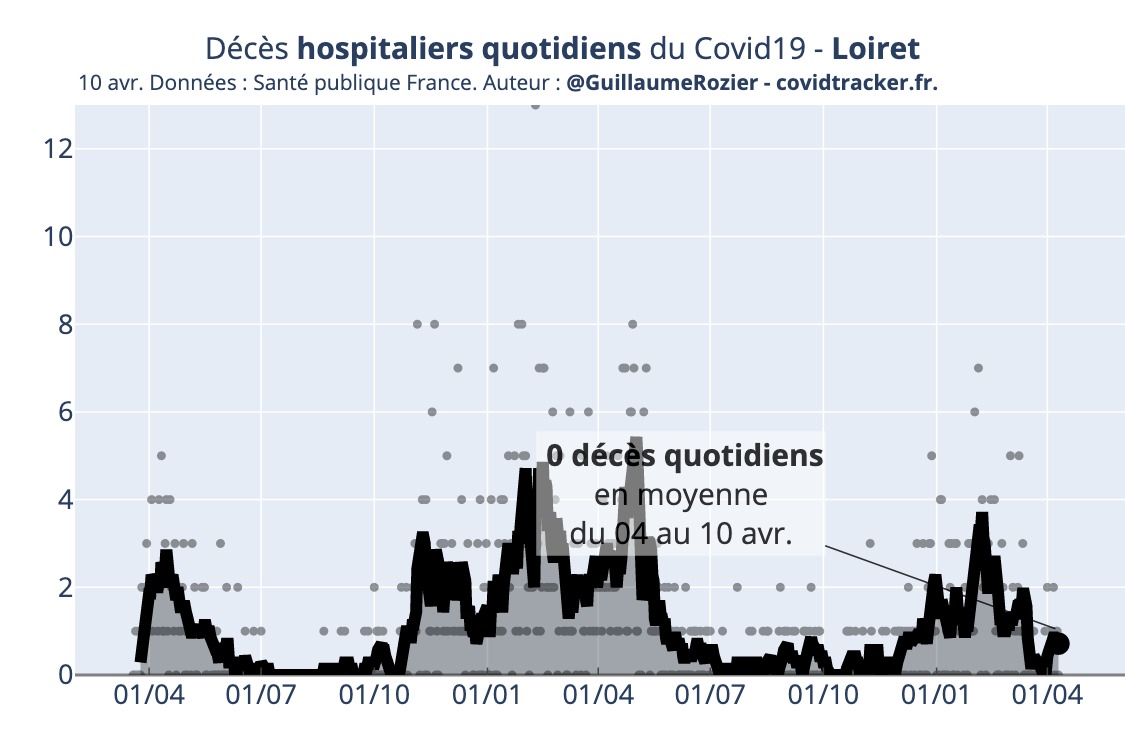 Décès hospitaliers quotidiens du Covid19 - Loiret
10 avr. Données : Santé publique France. Auteur : @GuillaumeRozier - covidtracker.fr.
12
10
8
6
4
2
0
0 décès quotidiens
en moyenne
du 04 au 10 avr.
01/04 01/07 01/10 01/01 01/04 01/07 01/10 01/01 01/04